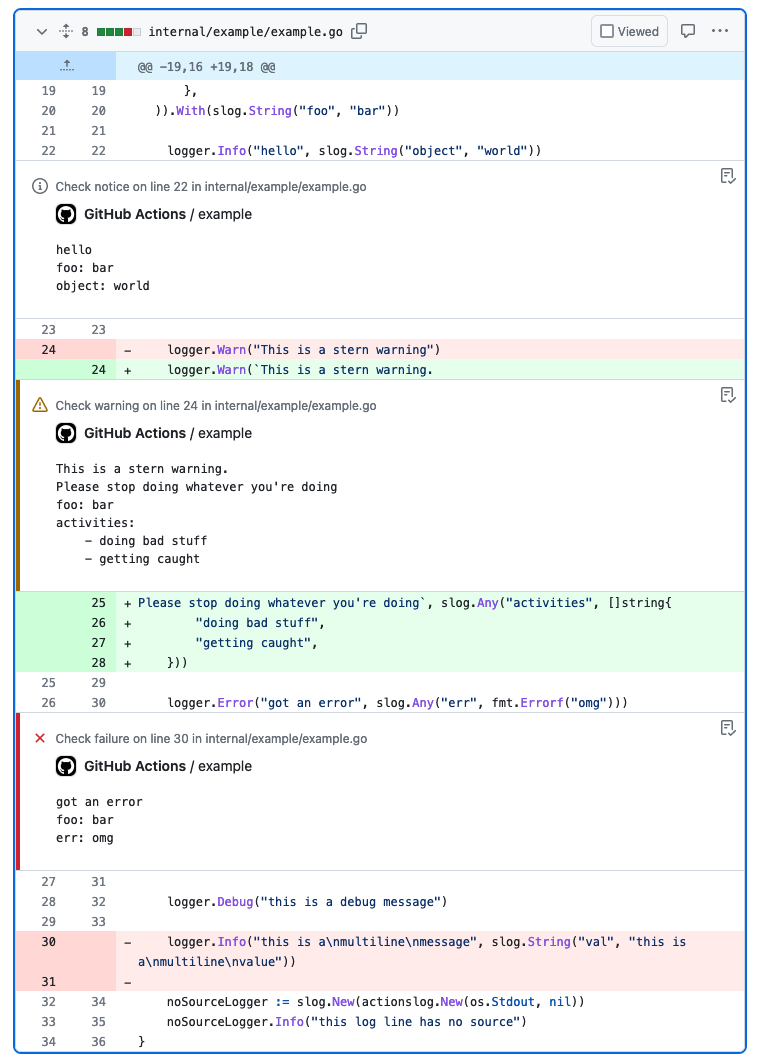 8 internal/example/example.go Viewed
@@ -19,16 +19,18 @@
19 19 },
20 20 )).With(slog.String("foo", "bar"))
21 21
22 22 logger.Info("hello", slog.String("object", "world"))
Check notice on line 22 in internal/example/example.go
GitHub Actions / example
hello
foo: bar
object: world
23 23
24 - logger.Warn("This is a stern warning")
24 + logger.Warn(`This is a stern warning.
Check warning on line 24 in internal/example/example.go
GitHub Actions / example
This is a stern warning.
Please stop doing whatever you're doing
foo: bar
activities:
- doing bad stuff
- getting caught
25 + Please stop doing whatever you're doing`, slog.Any("activities", []string{
26 + "doing bad stuff",
27 + "getting caught",
28 + }))
25 29
26 30 logger.Error("got an error", slog.Any("err", fmt.Errorf("omg")))
Check failure on line 30 in internal/example/example.go
GitHub Actions / example
got an error
foo: bar
err: omg
27 31
28 32 logger.Debug("this is a debug message")
29 33
30 - logger.Info("this is a\nmultiline\nmessage", slog.String("val", "this is
a\nmultiline\nvalue"))
31 -
32 34 noSourceLogger := slog.New(actionslog.New(os.Stdout, nil))
33 35 noSourceLogger.Info("this log line has no source")
34 36 }